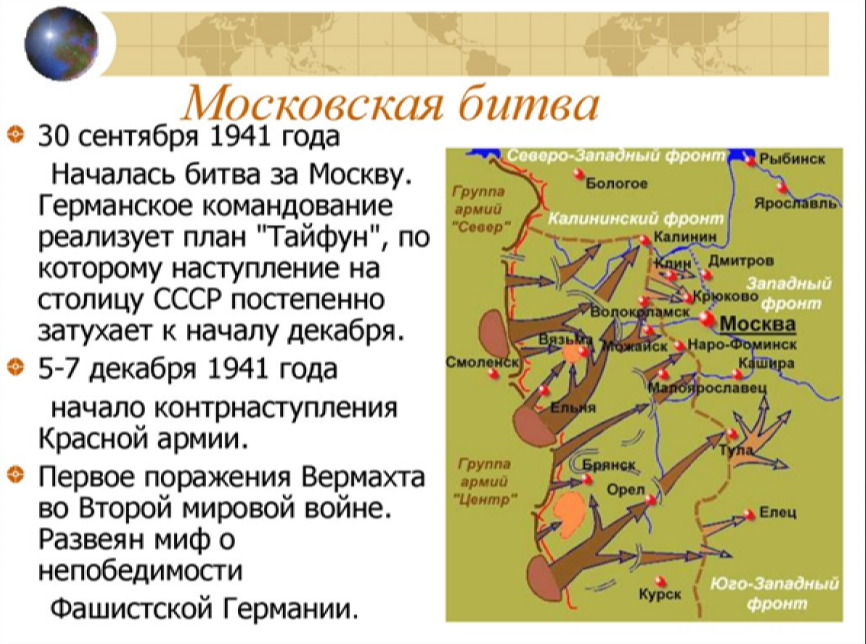 Московская битва
30 сентября 1941 года
Началась битва за Москву.
Германское командование
реализует план "Тайфун", по
которому наступление на
столицу СССР постепенно
затухает к началу декабря.
5-7 декабря 1941 года
начало контрнаступления
Красной армии.
Первое поражения Вермахта
во Второй мировой войне.
Развеян миф о
непобедимости
Фашистской Германии.
Северо-Западный фронт
Рыбинск
Бологое
Группа
армий
"Север"
Ярославль
Калининский фронт
Калинин
Клин
Дмитров
Западный
фронт
Крюково
Волоколамск
Москва
Вязьма
Можайск
Наро-Фоминск
Смоленск
Кашира
Малоярославец
Ельня
Тула
Группа
армий
"Центр"
Брянск
Орел
Елец
Курск
Юго-Западный
фронт